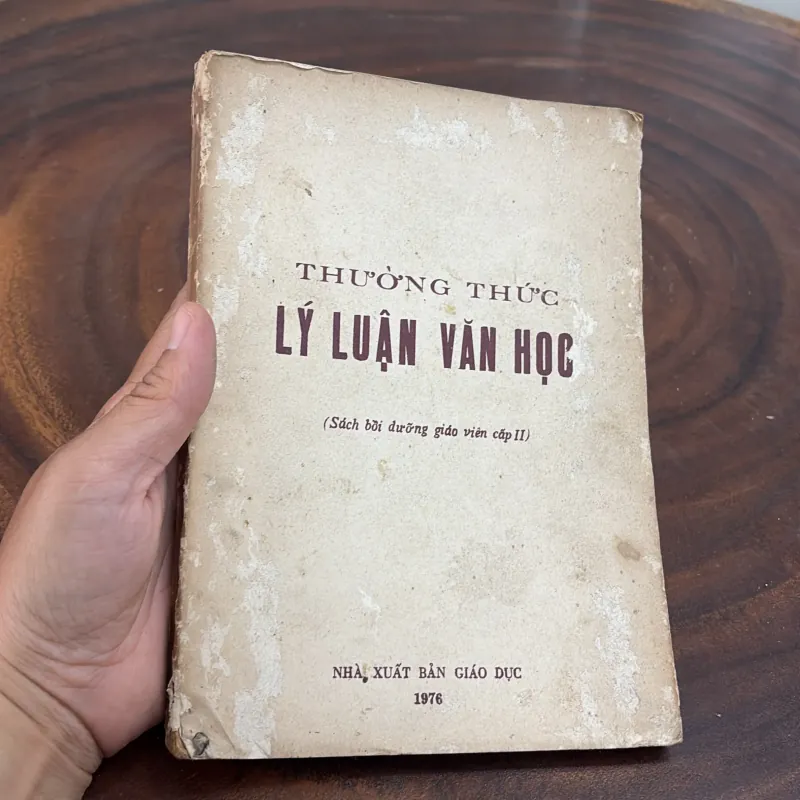 THƯỜNG THỨC
LÝ LUẬN VĂN HỌC
(Sách bồi dưỡng giáo viên cấp II)
NHÀ XUẤT BẢN GIÁO DỤC
1976